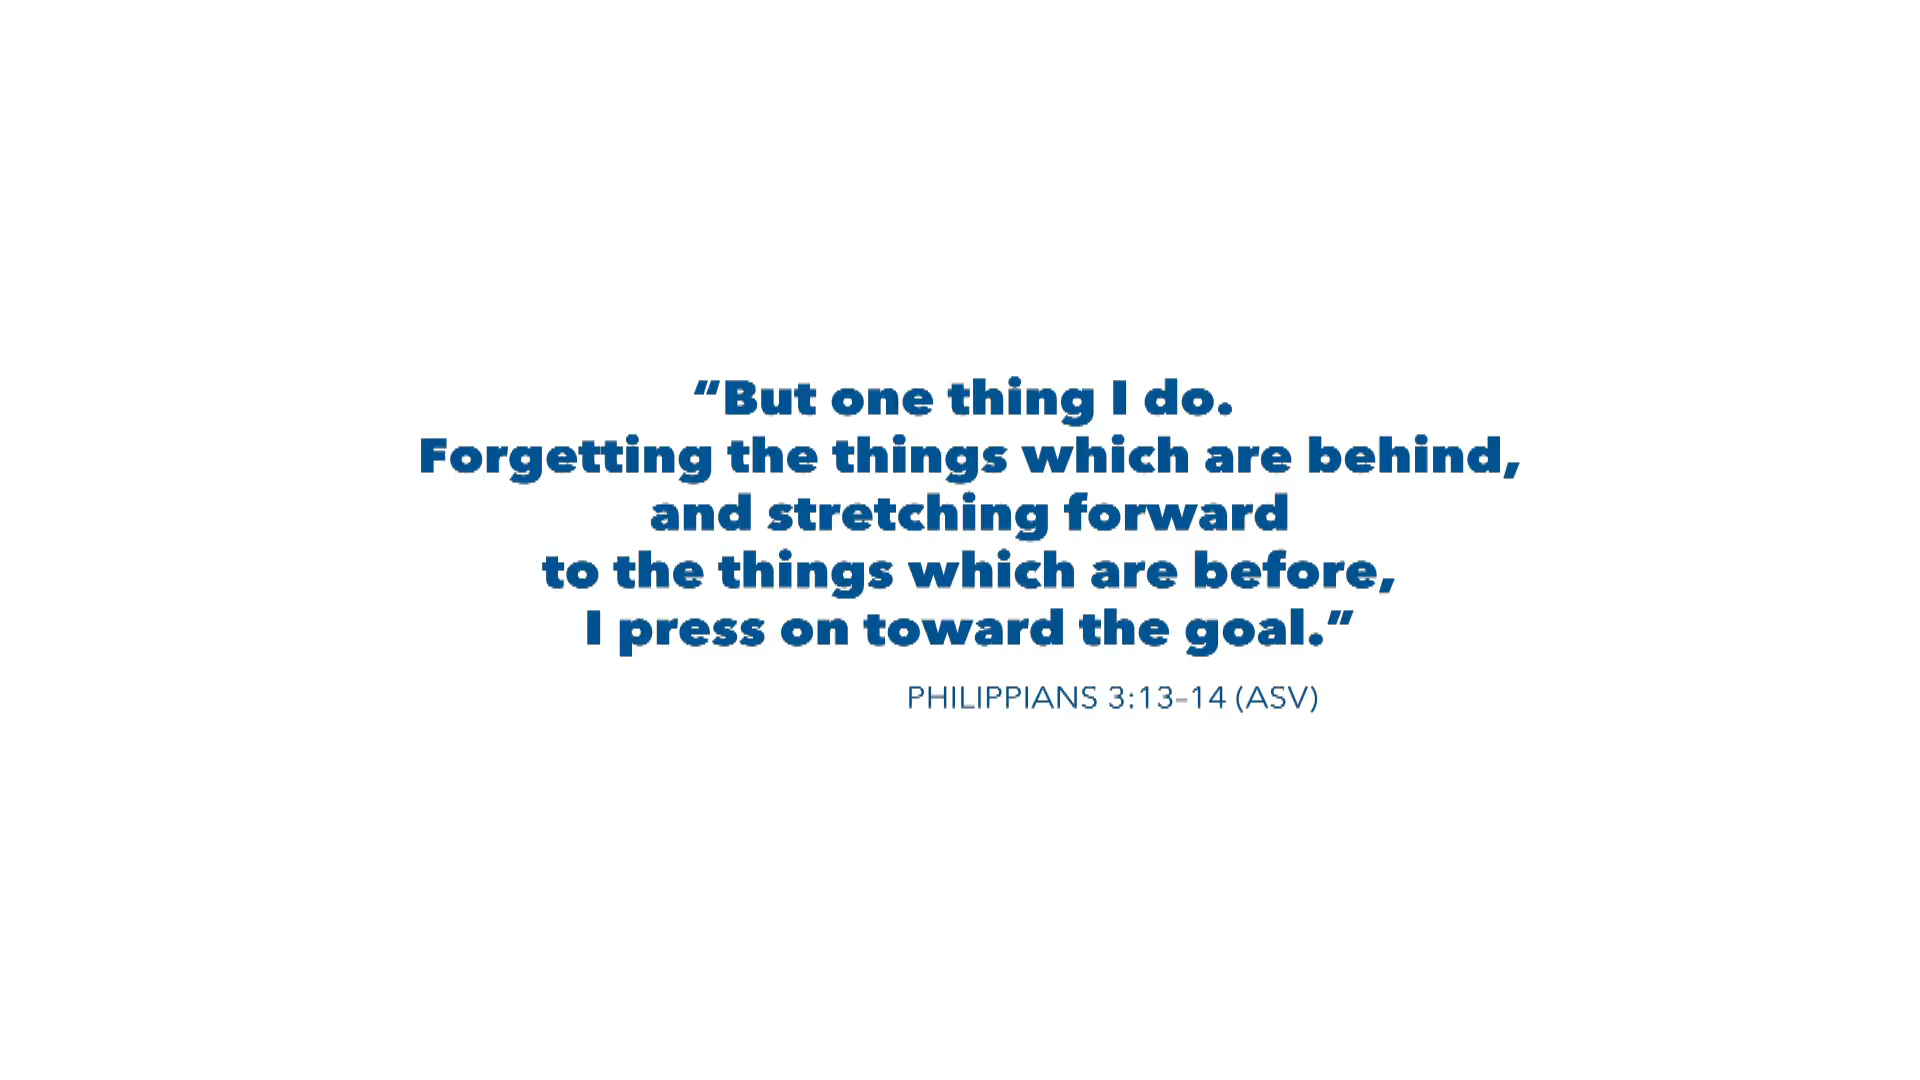 “But one thing I do.
Forgetting the things which are behind,
and stretching forward
to the things which are before,
I press on toward the goal.”
PHILIPPIANS 3:13–14 (ASV)